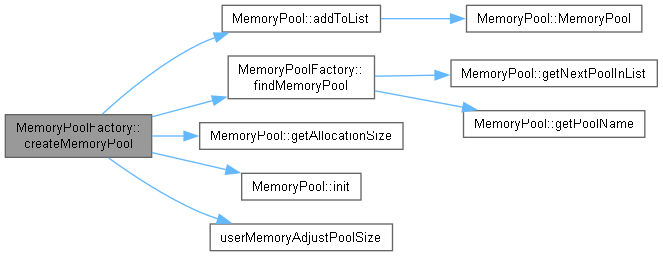 MemoryPoolFactory::
createMemoryPool
MemoryPool::addToList
MemoryPool::MemoryPool
MemoryPoolFactory::
findMemoryPool
MemoryPool::getNextPoolInList
MemoryPool::getPoolName
MemoryPool::getAllocationSize
MemoryPool::init
userMemoryAdjustPoolSize